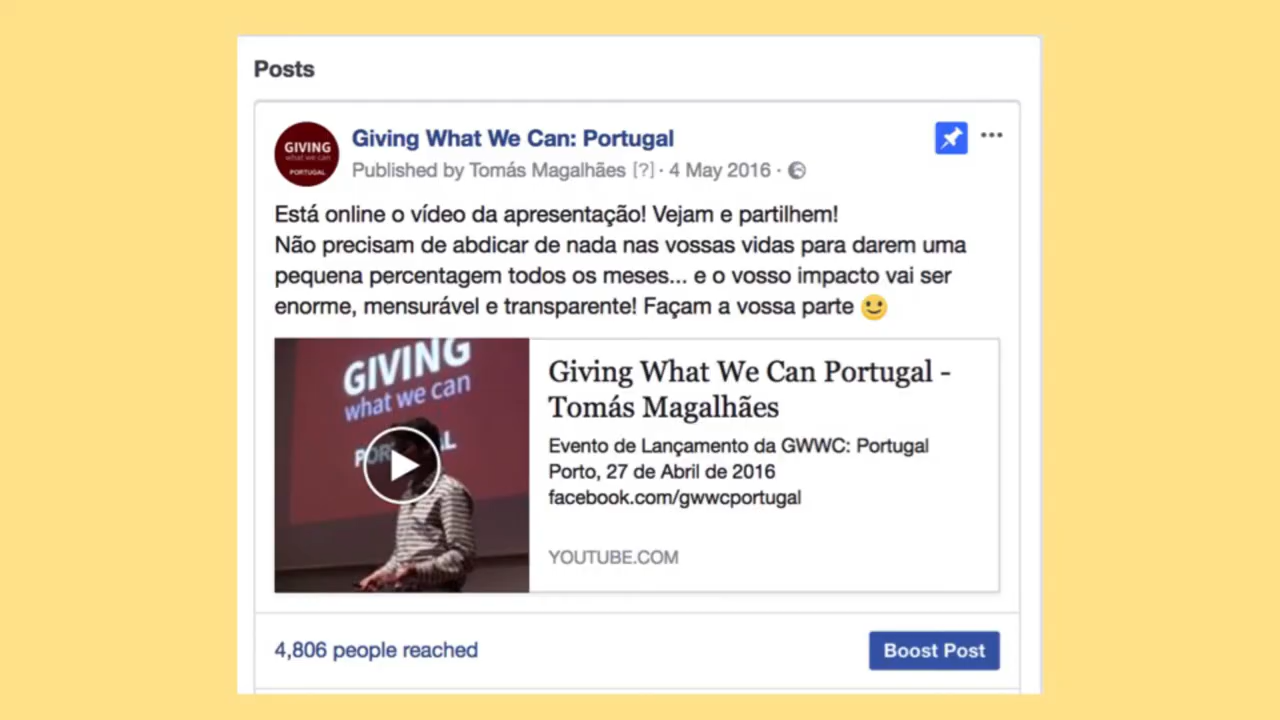 Posts
GIVING
what we can
PORTUGAL
Giving What We Can: Portugal
Published by Tomás Magalhães [?] · 4 May 2016 ·
Está online o vídeo da apresentação! Vejam e partilhem!
Não precisam de abdicar de nada nas vossas vidas para darem uma
pequena percentagem todos os meses... e o vosso impacto vai ser
enorme, mensurável e transparente! Façam a vossa parte 🙂
GIVING
what we can
Giving What We Can Portugal -
Tomás Magalhães
Evento de Lançamento da GWWC: Portugal
Porto, 27 de Abril de 2016
facebook.com/gwwcportugal
YOUTUBE.COM
4,806 people reached
Boost Post